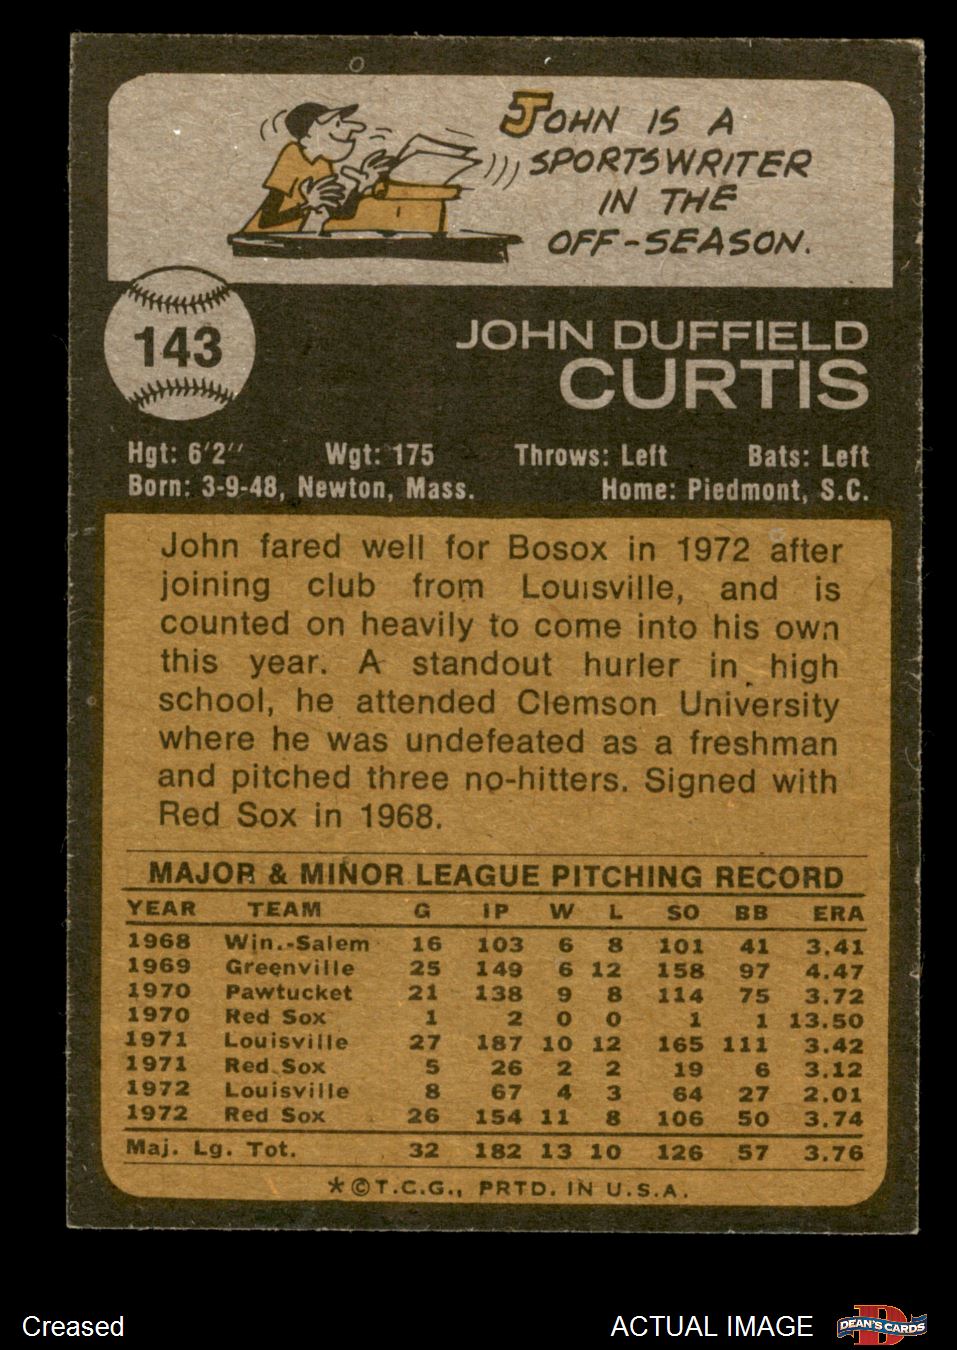 JOHN IS A
SPORTSWRITER
IN THE
OFF-SEASON.
143
JOHN DUFFIELD
CURTIS
Hgt: 6'2'' Wgt: 175 Throws: Left Bats: Left
Born: 3-9-48, Newton, Mass. Home: Piedmont, S.C.
John fared well for Bosox in 1972 after
joining club from Louisville, and is
counted on heavily to come into his own
this year. A standout hurler in high
school, he attended Clemson University
where he was undefeated as a freshman
and pitched three no-hitters. Signed with
Red Sox in 1968.
MAJOR & MINOR LEAGUE PITCHING RECORD
YEAR TEAM G IP W L SO BB ERA
1968 Win.-Salem 16 103 6 8 101 41 3.41
1969 Greenville 25 149 6 12 158 97 4.47
1970 Pawtucket 21 138 9 8 114 75 3.72
1970 Red Sox 1 2 0 0 1 1 13.50
1971 Louisville 27 187 10 12 165 111 3.42
1971 Red Sox 5 26 2 2 19 6 3.12
1972 Louisville 8 67 4 3 64 27 2.01
1972 Red Sox 26 154 11 8 106 50 3.74
Maj. Lg. Tot. 32 182 13 10 126 57 3.76
*©T.C.G., PRTD. IN U.S.A.
Creased
ACTUAL IMAGE
D
DEAN'S CARDS